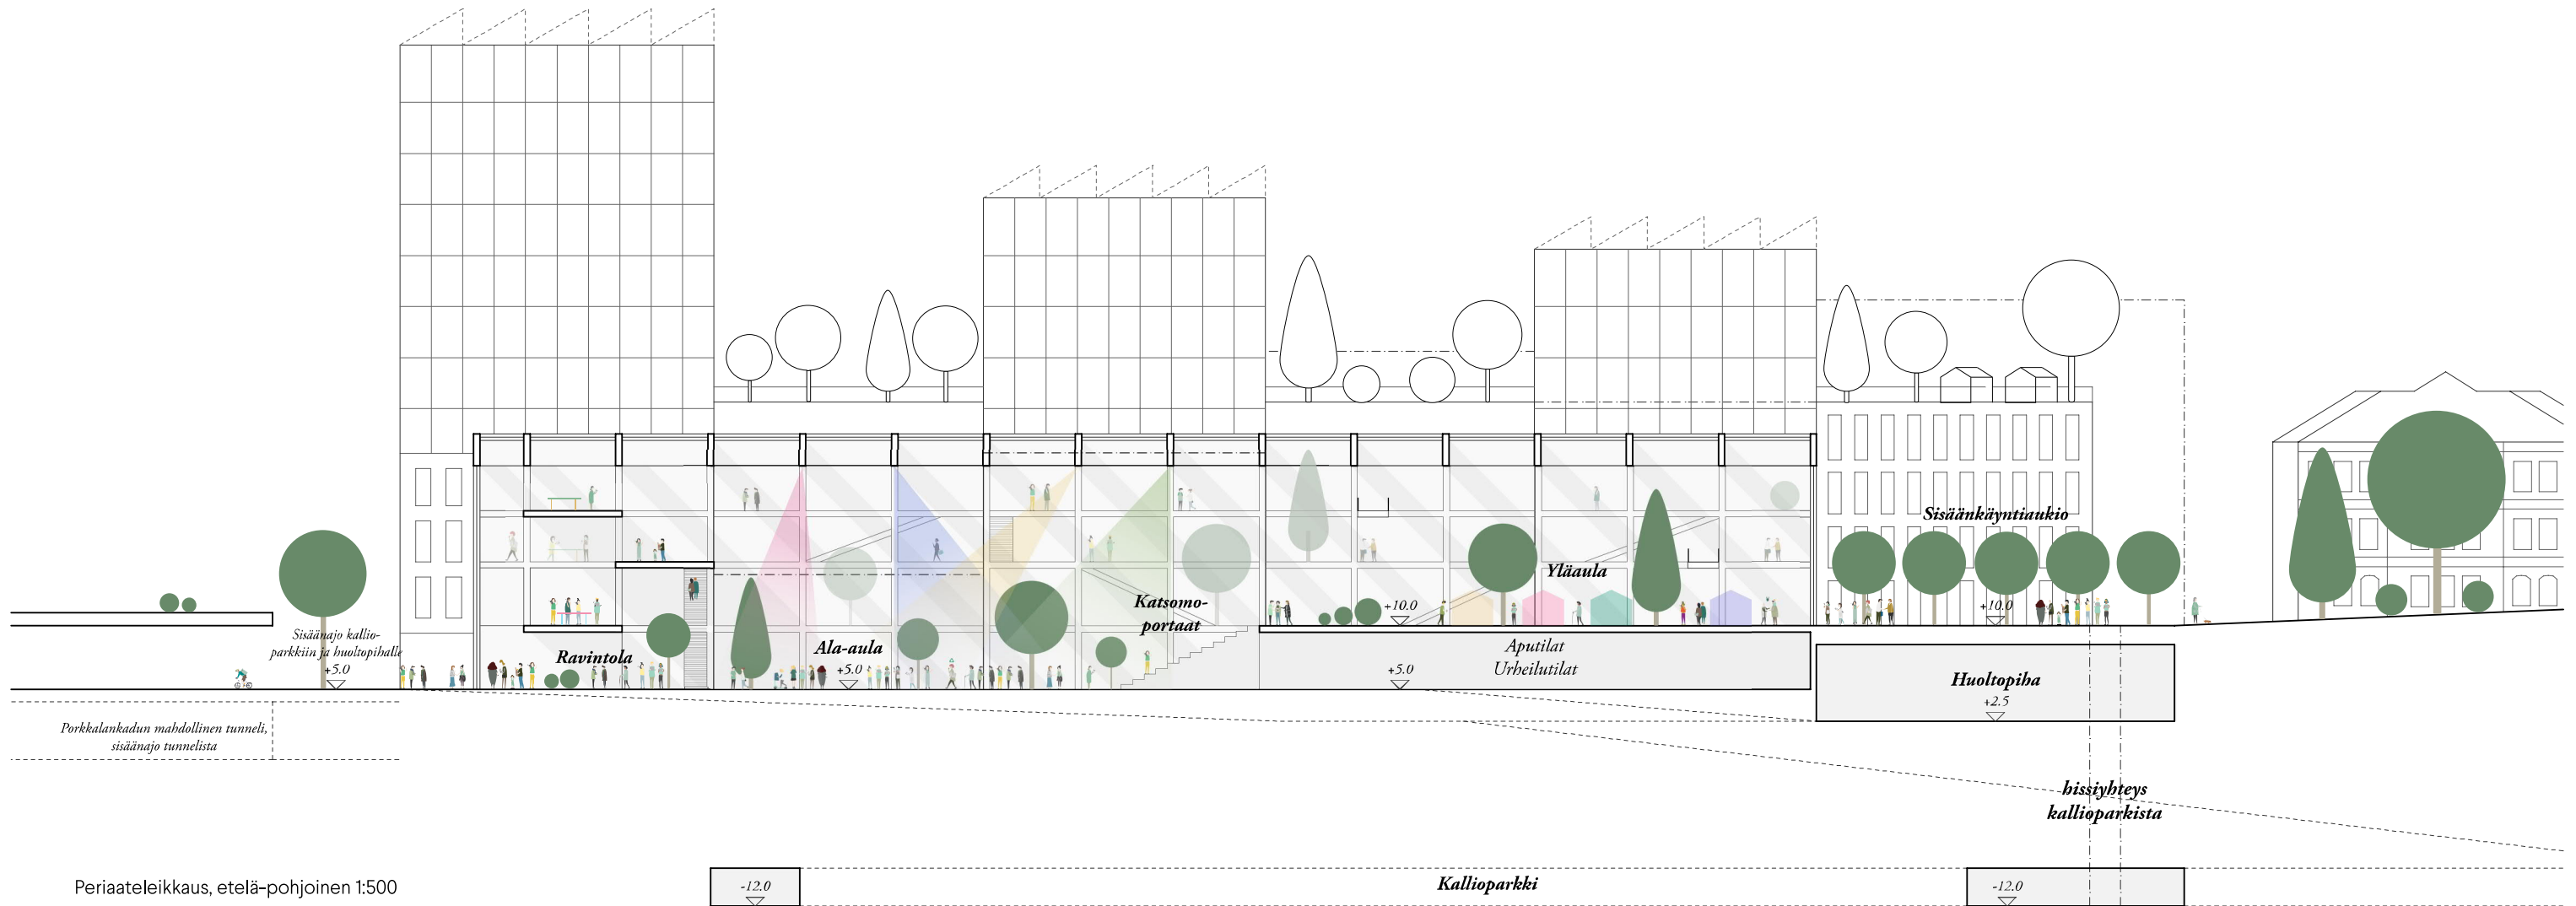 Sisäänkäyntiaukio
Yläaula
Katsomo-
portaat
+10.0
+10.0
Sisäänajo kallio-
parkkiin ja huoltopihalle
+5.0
Ravintola
Ala-aula
+5.0
Aputilat
Urheilutilat
+5.0
Huoltopiha
+2.5
Porkkalankadun mahdollinen tunneli,
sisäänajo tunnelista
hissiyhteys
kallioparkista
Periaateleikkaus, etelä-pohjoinen 1:500
-12.0
Kallioparkki
-12.0